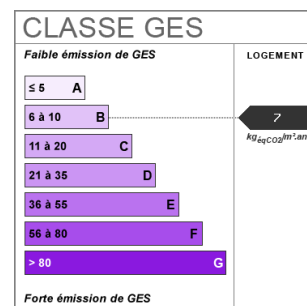 CLASSE GES
Faible émission de GES
LOGEMENT
≤ 5 A
6 à 10 B
7
kgéqCO2/m².an
11 à 20 C
21 à 35 D
36 à 55 E
56 à 80 F
> 80 G
Forte émission de GES